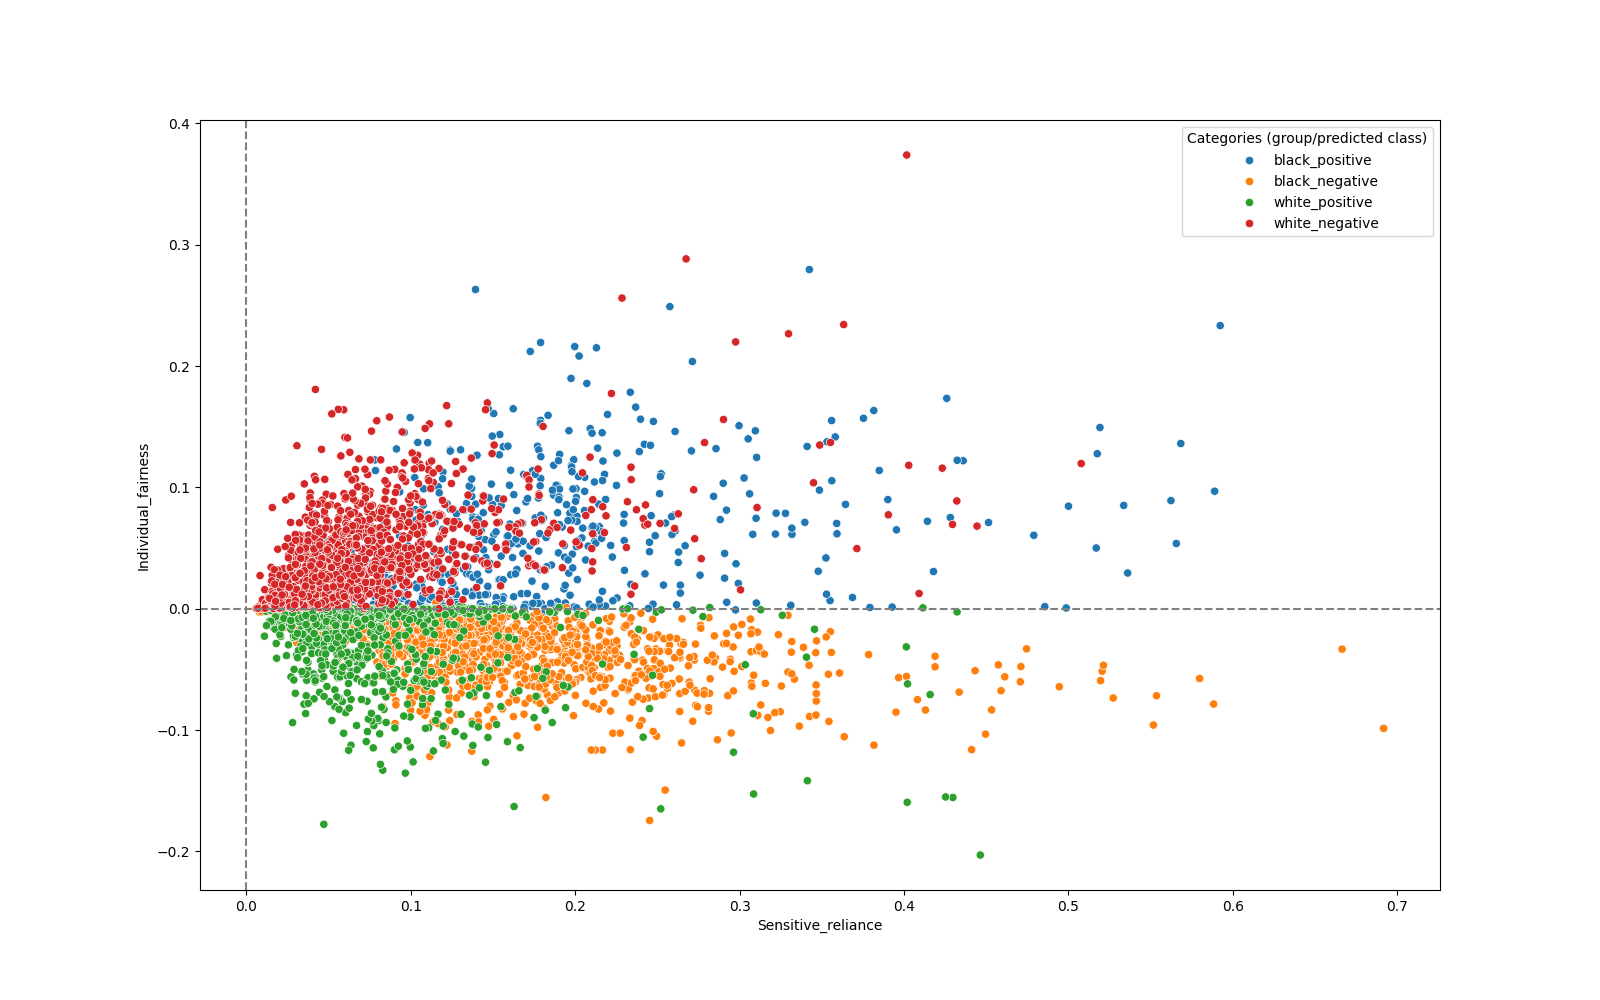 0.4
0.3
0.2
0.1
0.0
−0.1
−0.2
Individual_fairness
Categories (group/predicted class)
black_positive
black_negative
white_positive
white_negative
0.0 0.1 0.2 0.3 0.4 0.5 0.6 0.7
Sensitive_reliance